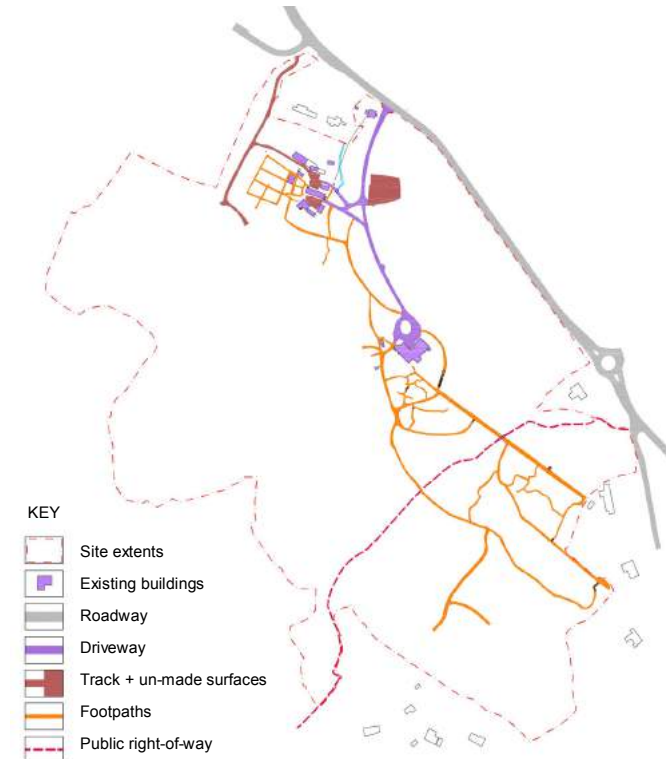 KEY
Site extents
Existing buildings
Roadway
Driveway
Track + un-made surfaces
Footpaths
Public right-of-way